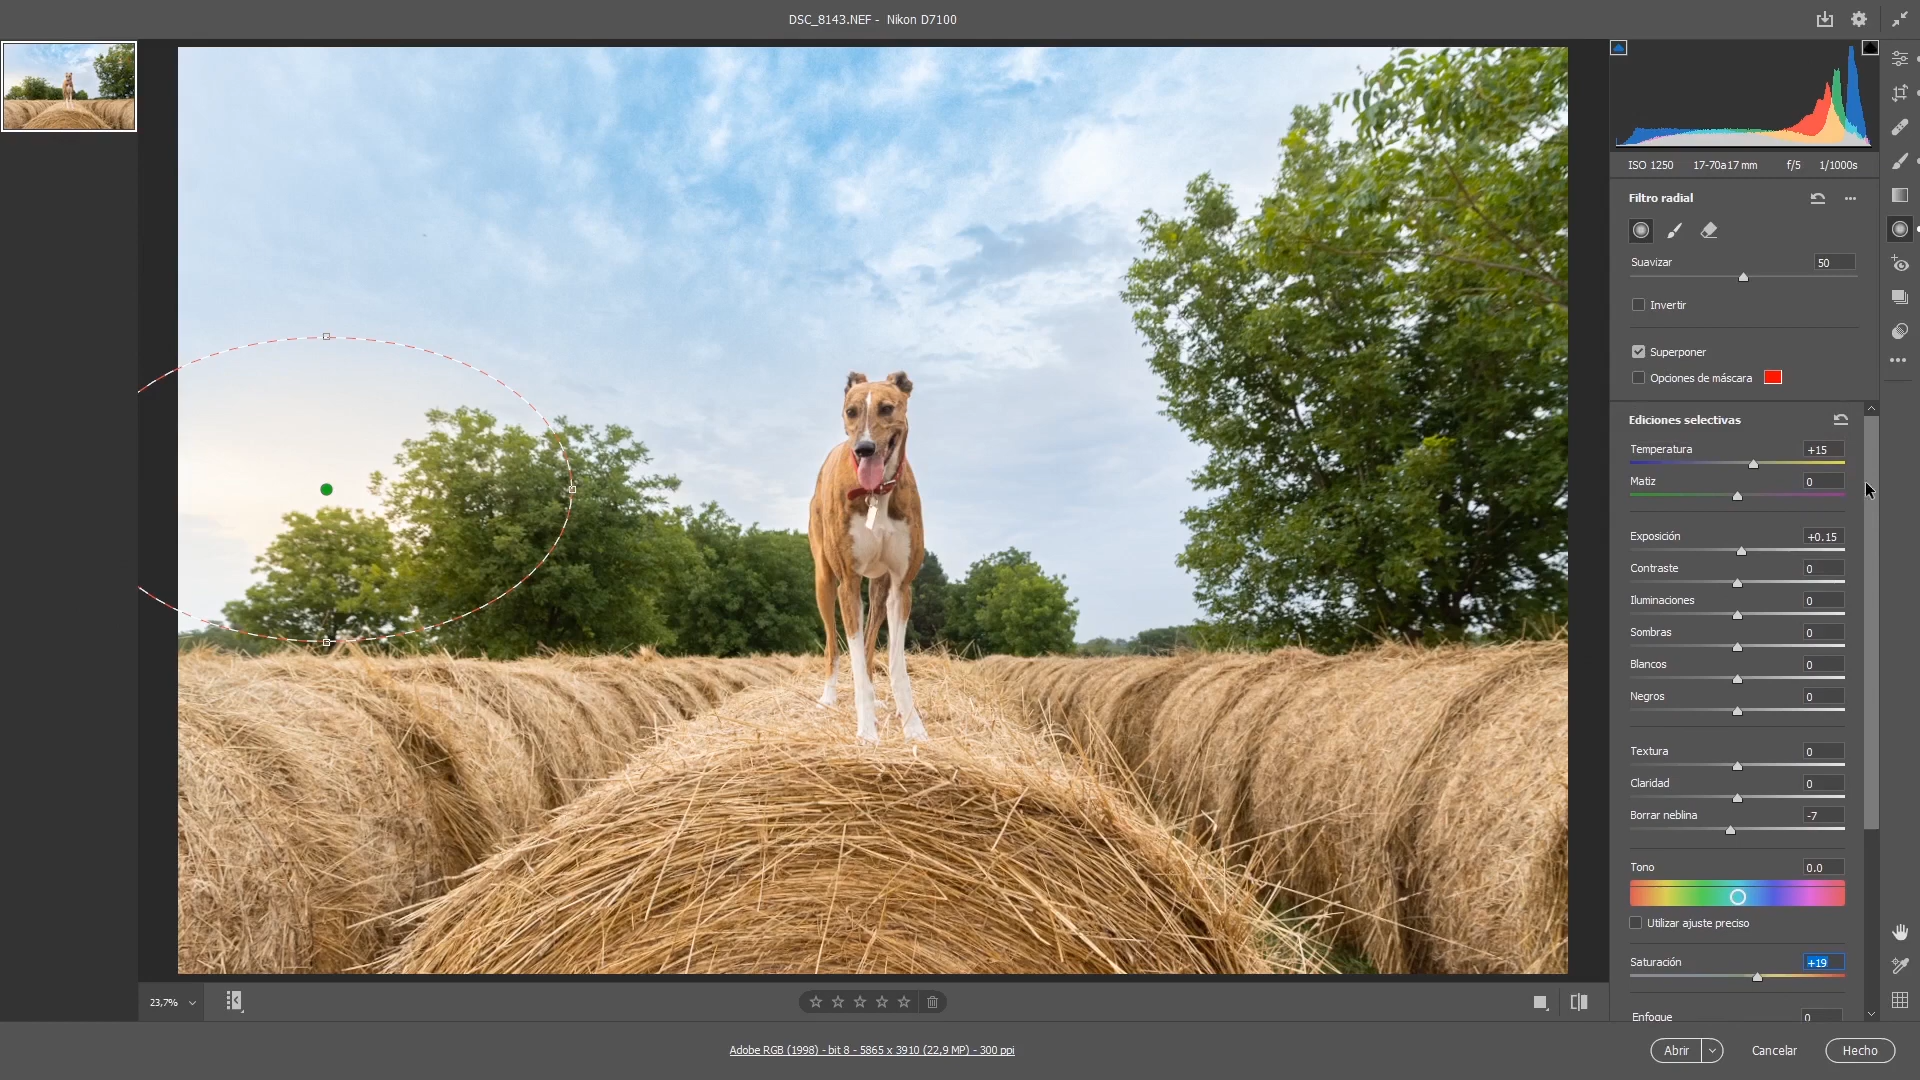 DSC_8143.NEF - Nikon D7100
ISO 1250 17-70a17 mm f/5 1/1000s
Filtro radial
Suavizar 50
Invertir
Superponer
Opciones de máscara
Ediciones selectivas
Temperatura +15
Matiz 0
Exposición +0.15
Contraste 0
Iluminaciones 0
Sombras 0
Blancos 0
Negros 0
Textura 0
Claridad 0
Borrar neblina -7
Tono 0.0
Utilizar ajuste preciso
Saturación +19
Enfoque 0
23,7%
Adobe RGB (1998) - bit 8 - 5865 x 3910 (22,9 MP) - 300 ppi
Abrir Cancelar Hecho